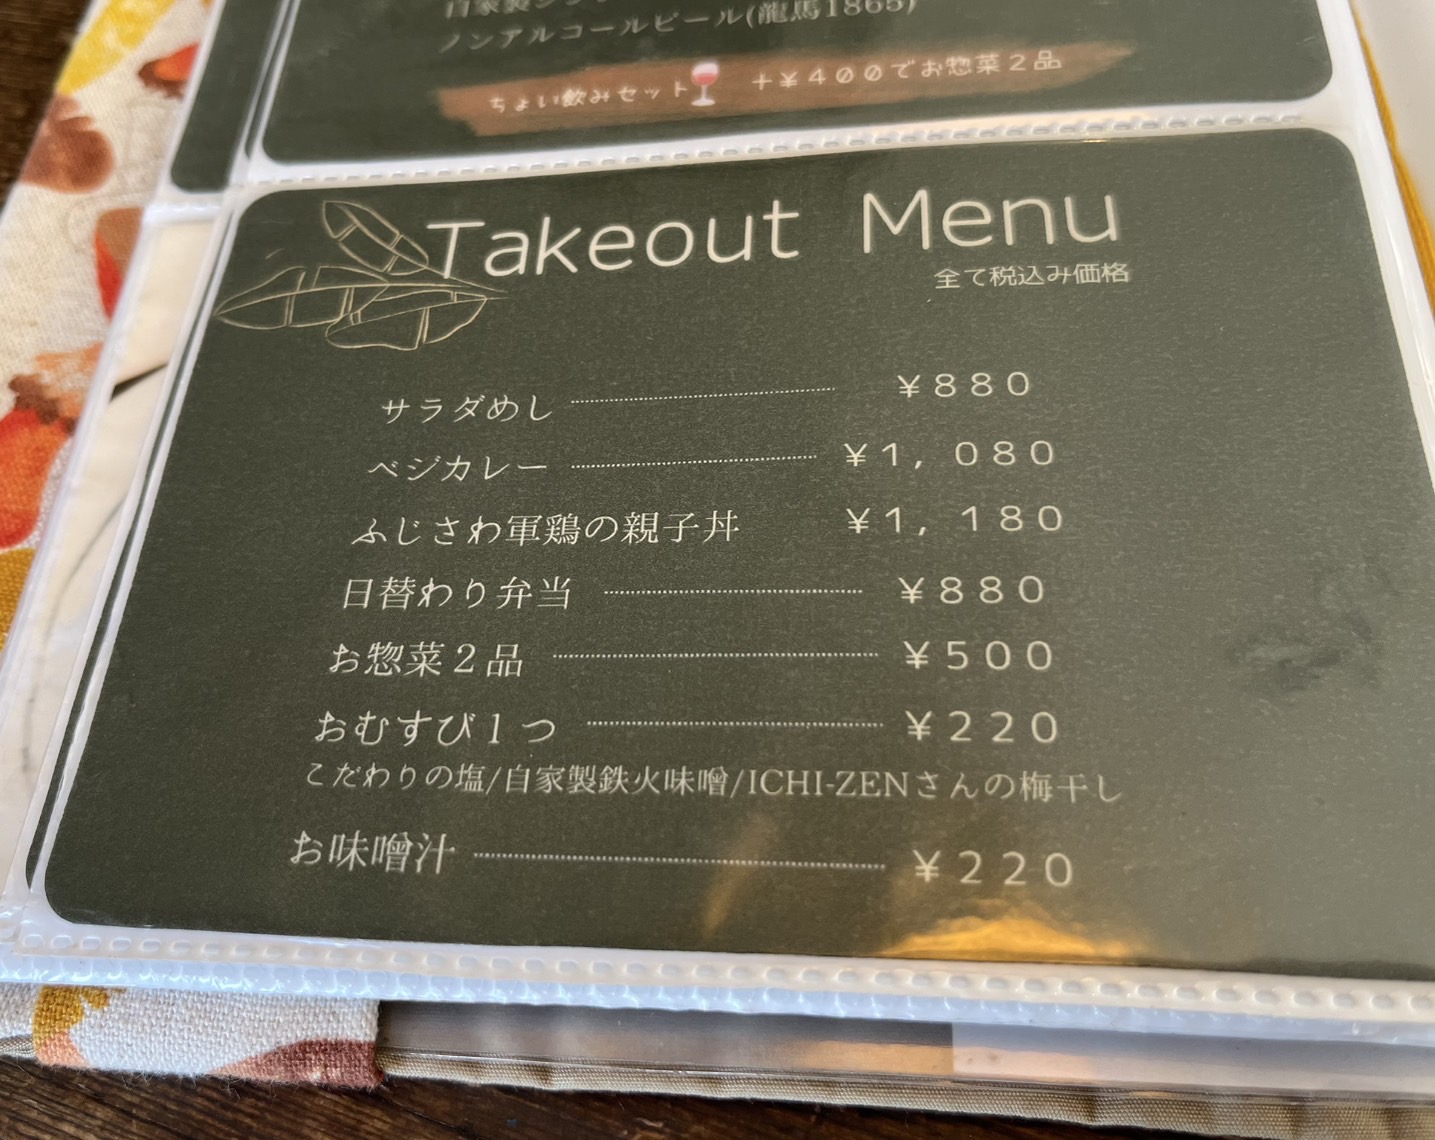 自家製
ノンアルコールビール(龍馬1865)
ちょい飲みセット ＋￥４００でお惣菜２品
Takeout Menu
全て税込み価格
サラダめし ￥８８０
ベジカレー ￥１，０８０
ふじさわ軍鶏の親子丼 ￥１，１８０
日替わり弁当 ￥８８０
お惣菜２品 ￥５００
おむすび１つ ￥２２０
こだわりの塩/自家製鉄火味噌/ICHI-ZENさんの梅干し
お味噌汁 ￥２２０